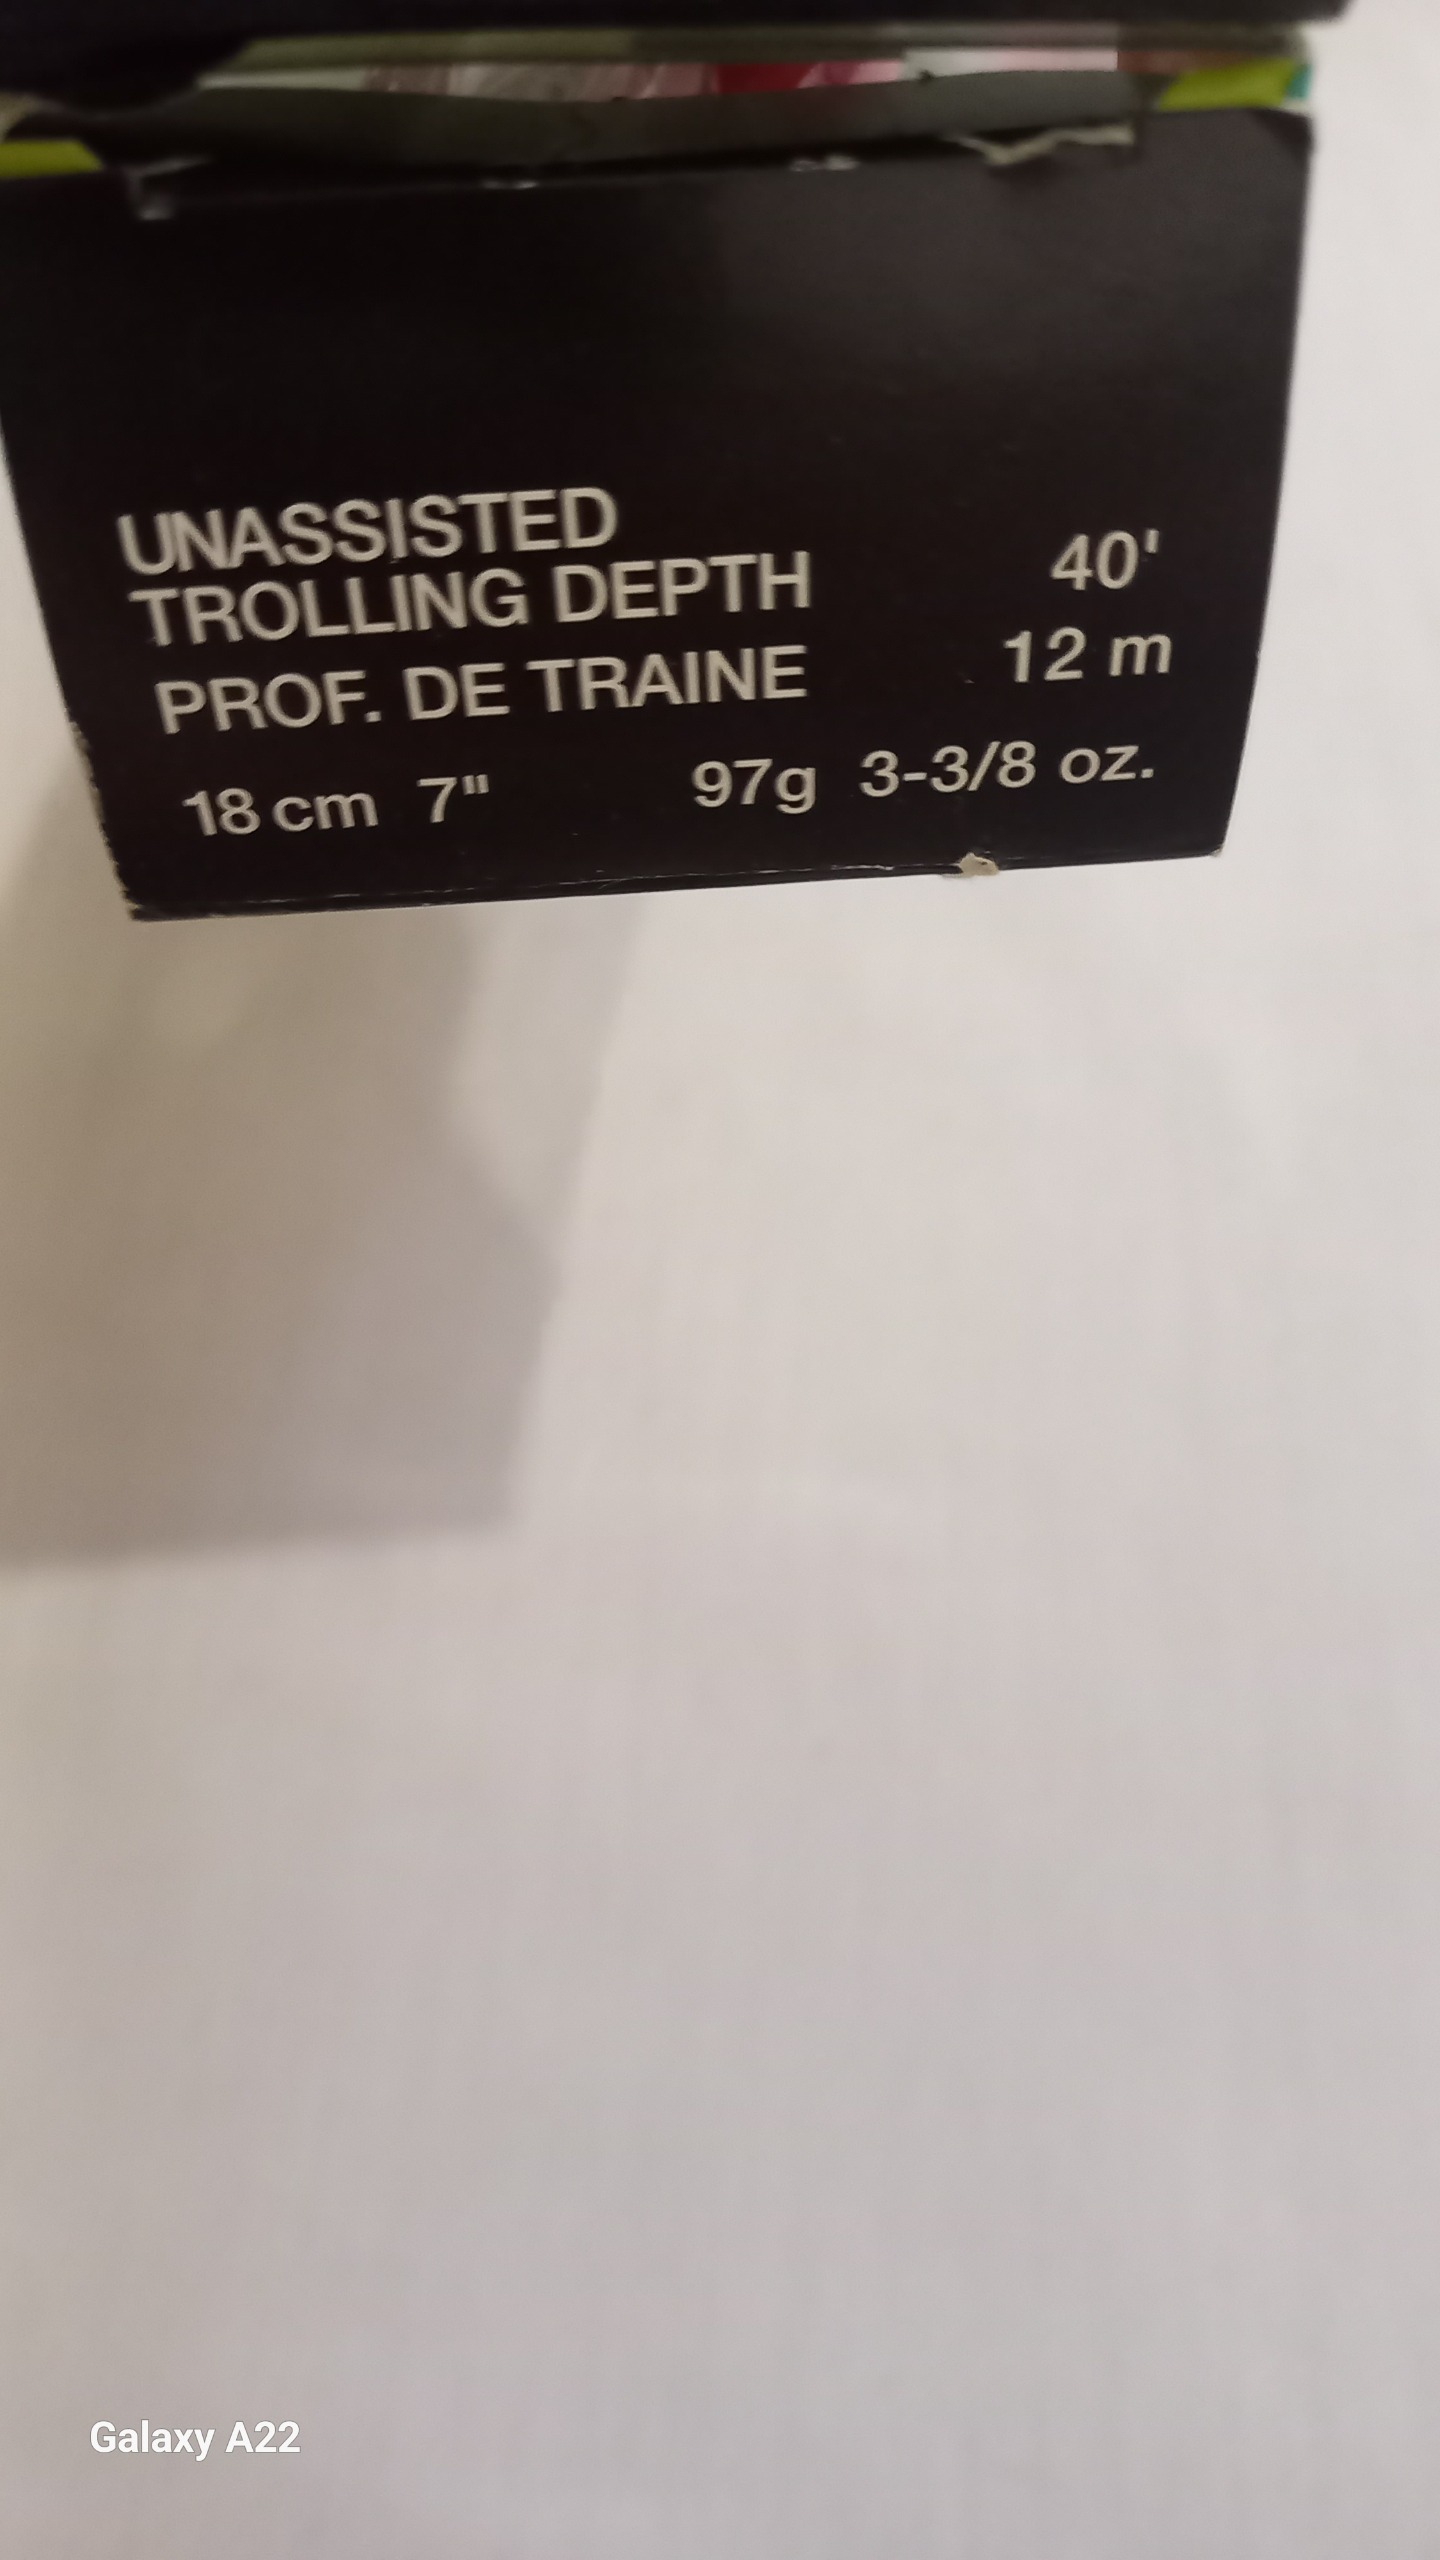 UNASSISTED
TROLLING DEPTH 40'
PROF. DE TRAINE 12 m
18 cm 7" 97g 3-3/8 oz.
Galaxy A22